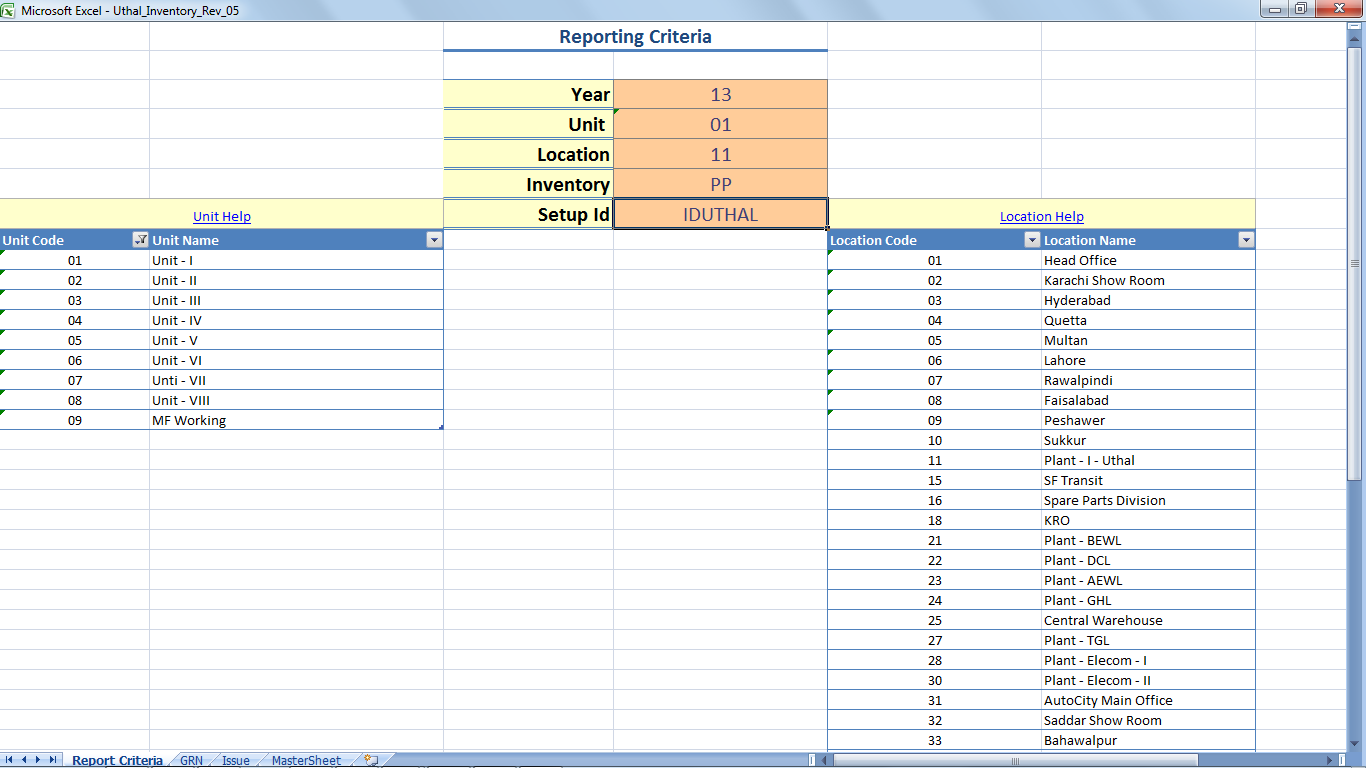 Microsoft Excel - Uthal_Inventory_Rev_05
Reporting Criteria
Year 13
Unit 01
Location 11
Inventory PP
Unit Help Setup Id IDUTHAL Location Help
Unit Code Unit Name Location Code Location Name
01 Unit - I 01 Head Office
02 Unit - II 02 Karachi Show Room
03 Unit - III 03 Hyderabad
04 Unit - IV 04 Quetta
05 Unit - V 05 Multan
06 Unit - VI 06 Lahore
07 Unti - VII 07 Rawalpindi
08 Unit - VIII 08 Faisalabad
09 MF Working 09 Peshawer
10 Sukkur
11 Plant - I - Uthal
15 SF Transit
16 Spare Parts Division
18 KRO
21 Plant - BEWL
22 Plant - DCL
23 Plant - AEWL
24 Plant - GHL
25 Central Warehouse
27 Plant - TGL
28 Plant - Elecom - I
30 Plant - Elecom - II
31 AutoCity Main Office
32 Saddar Show Room
33 Bahawalpur
Report Criteria GRN Issue MasterSheet